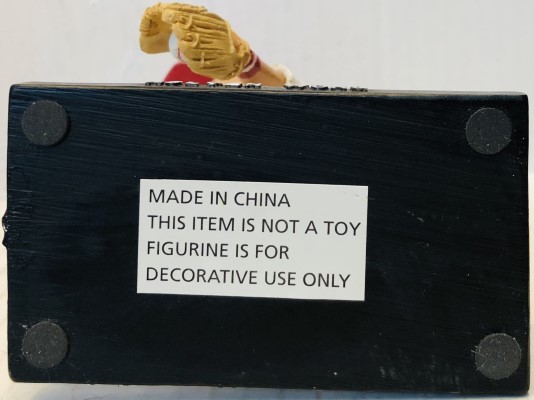 MADE IN CHINA
THIS ITEM IS NOT A TOY
FIGURINE IS FOR
DECORATIVE USE ONLY